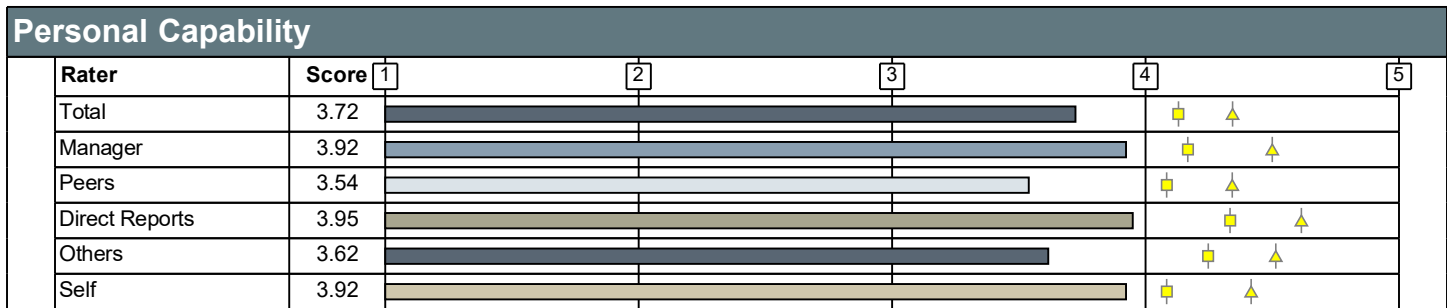 Personal Capability
Rater Score 1 2 3 4 5
Total 3.72
Manager 3.92
Peers 3.54
Direct Reports 3.95
Others 3.62
Self 3.92